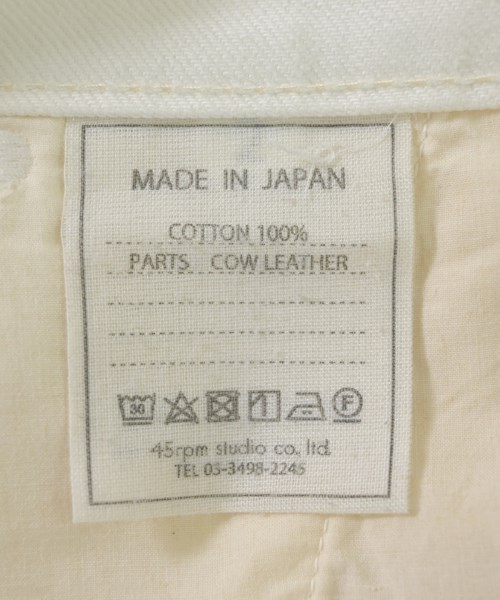 MADE IN JAPAN
COTTON 100%
PARTS COW LEATHER
30 F
45rpm studio co., ltd.
TEL 03-3498-2245